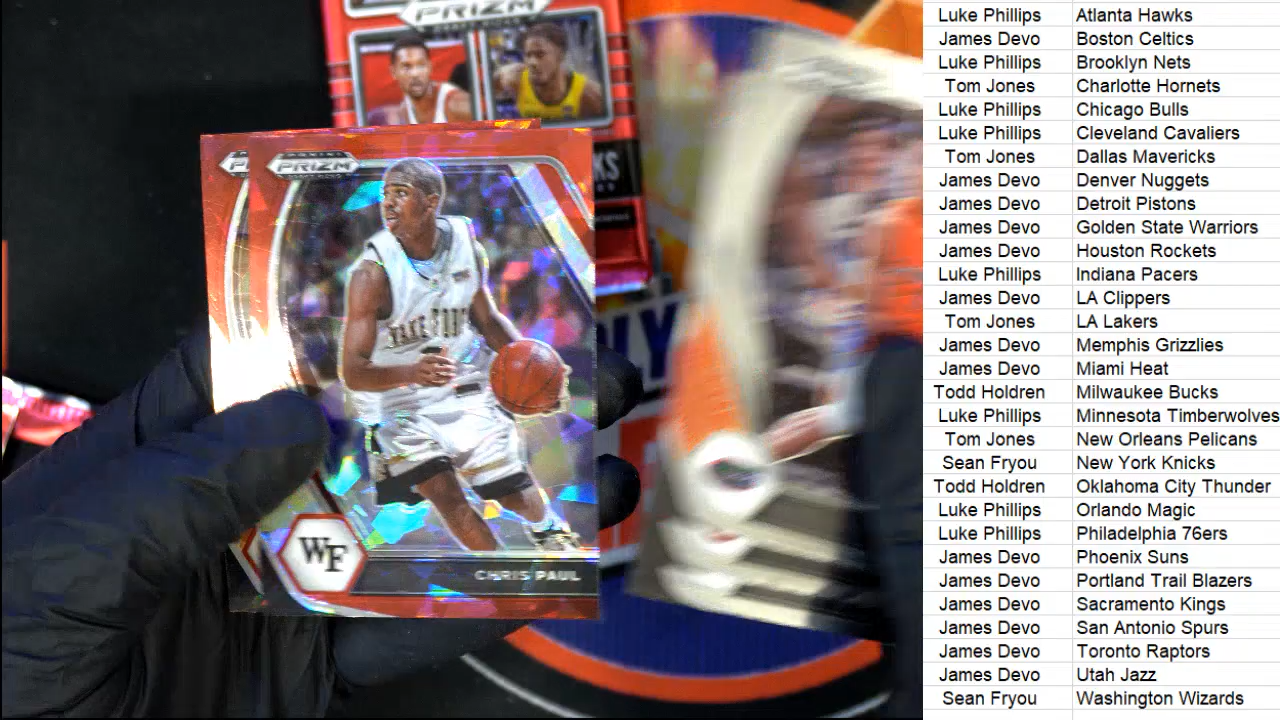 PRIZM
KS
PRIZM
WAKE FOR
WF
CHRIS PAUL
LY
Luke Phillips Atlanta Hawks
James Devo Boston Celtics
Luke Phillips Brooklyn Nets
Tom Jones Charlotte Hornets
Luke Phillips Chicago Bulls
Luke Phillips Cleveland Cavaliers
Tom Jones Dallas Mavericks
James Devo Denver Nuggets
James Devo Detroit Pistons
James Devo Golden State Warriors
James Devo Houston Rockets
Luke Phillips Indiana Pacers
James Devo LA Clippers
Tom Jones LA Lakers
James Devo Memphis Grizzlies
James Devo Miami Heat
Todd Holdren Milwaukee Bucks
Luke Phillips Minnesota Timberwolves
Tom Jones New Orleans Pelicans
Sean Fryou New York Knicks
Todd Holdren Oklahoma City Thunder
Luke Phillips Orlando Magic
Luke Phillips Philadelphia 76ers
James Devo Phoenix Suns
James Devo Portland Trail Blazers
James Devo Sacramento Kings
James Devo San Antonio Spurs
James Devo Toronto Raptors
James Devo Utah Jazz
Sean Fryou Washington Wizards